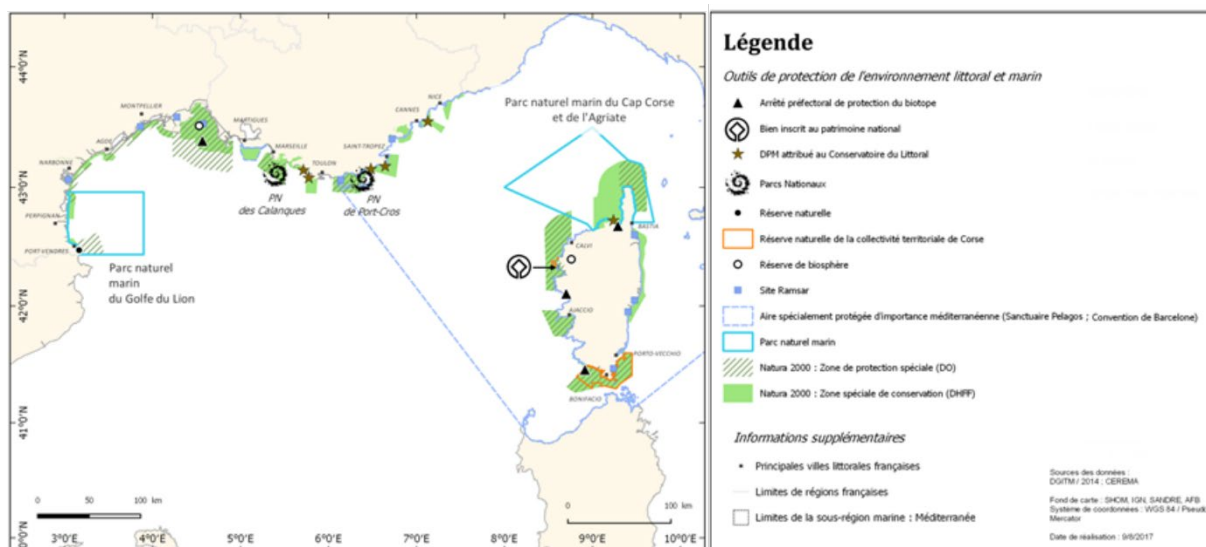 44°N
43°N
42°N
41°N
40°0'N
3°0'E
4°0'E
5°0'E
6°0'E
7°0'E
8°0'E
9°0'E
10°0'E
MONTPELLIER
AGDE
NARBONNE
PERPIGNAN
PORT-VENDRES
MARTIGUES
MARSEILLE
TOULON
SAINT-TROPEZ
CANNES
NICE
PN
des Calanques
PN
de Port-Cros
Parc naturel
marin
du Golfe du Lion
Parc naturel marin du Cap Corse
et de l'Agriate
BASTIA
CALVI
AJACCIO
PORTO-VECCHIO
BONIFACIO
0 50 100 km
0 100 km
Légende
Outils de protection de l'environnement littoral et marin
Arrêté préfectoral de protection du biotope
Bien inscrit au patrimoine national
DPM attribué au Conservatoire du Littoral
Parcs Nationaux
Réserve naturelle
Réserve naturelle de la collectivité territoriale de Corse
Réserve de biosphère
Site Ramsar
Aire spécialement protégée d'importance méditerranéenne (Sanctuaire Pelagos ; Convention de Barcelone)
Parc naturel marin
Natura 2000 : Zone de protection spéciale (DO)
Natura 2000 : Zone spéciale de conservation (DHFF)
Informations supplémentaires
Principales villes littorales françaises
Limites de régions françaises
Limites de la sous-région marine : Méditerranée
Sources des données :
DGITM / 2014 ; CEREMA
Fond de carte : SHOM, IGN, SANDRE, AFB
Système de coordonnées : WGS 84 / Pseudo
Mercator
Date de réalisation : 9/8/2017